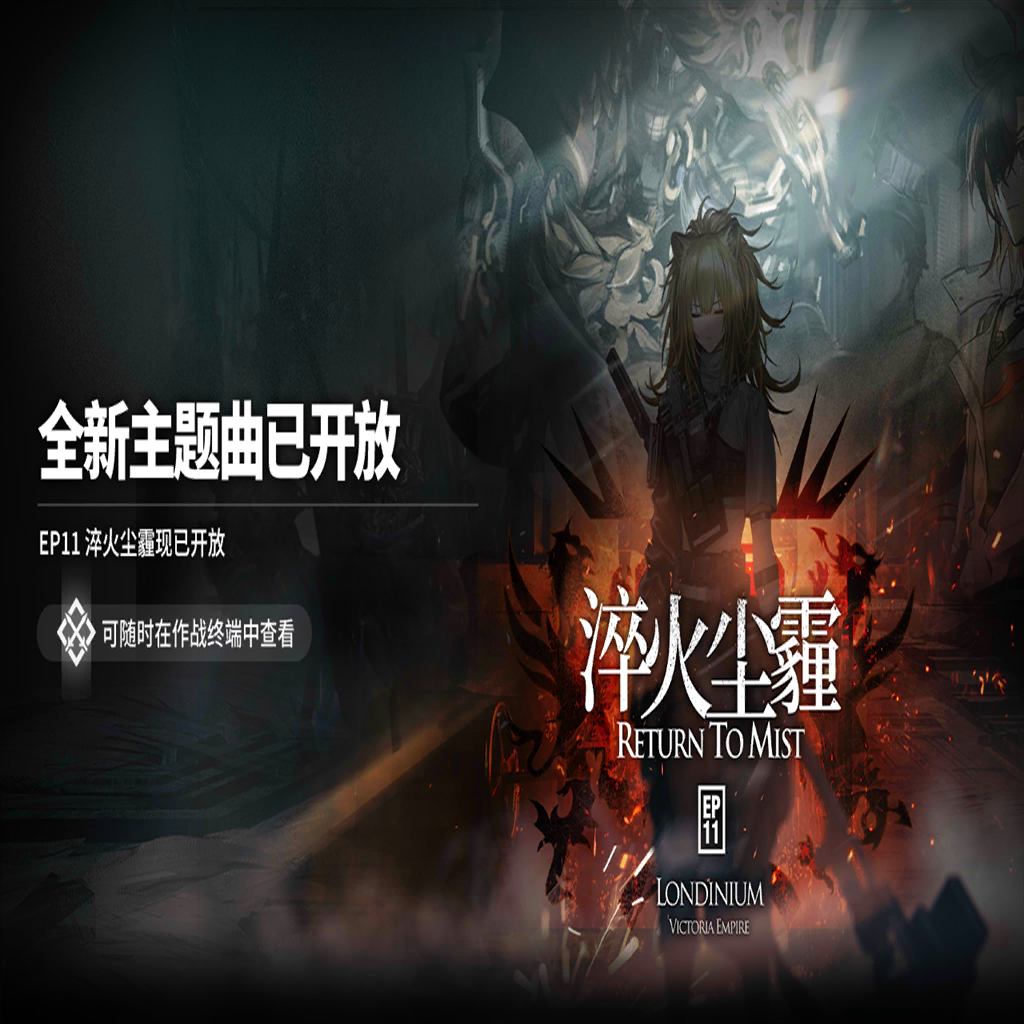 全新主题曲已开放
EP11 淬火尘霾现已开放
可随时在作战终端中查看
淬火尘霾
RETURN TO MIST
EP
11
LONDINIUM
VICTORIA EMPIRE